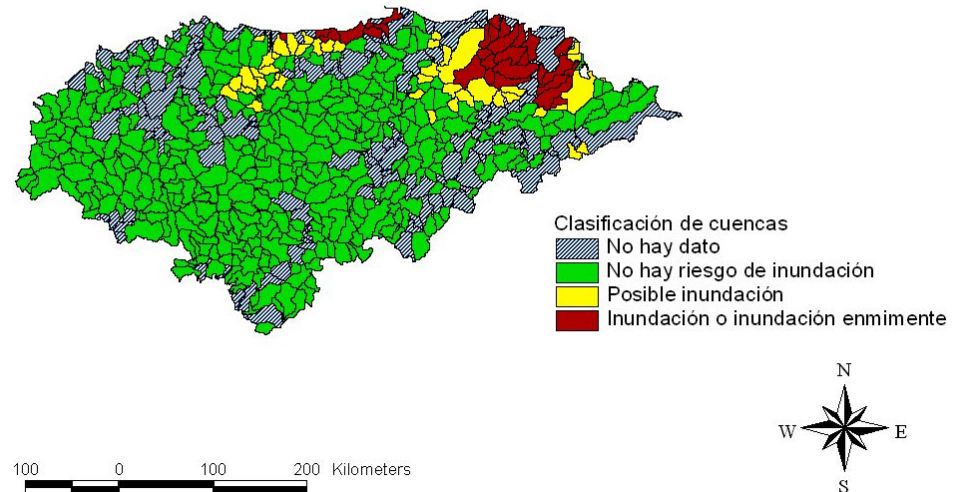 Clasificación de cuencas
No hay dato
No hay riesgo de inundación
Posible inundación
Inundación o inundación enmimente
N
W E
S
100 0 100 200 Kilometers